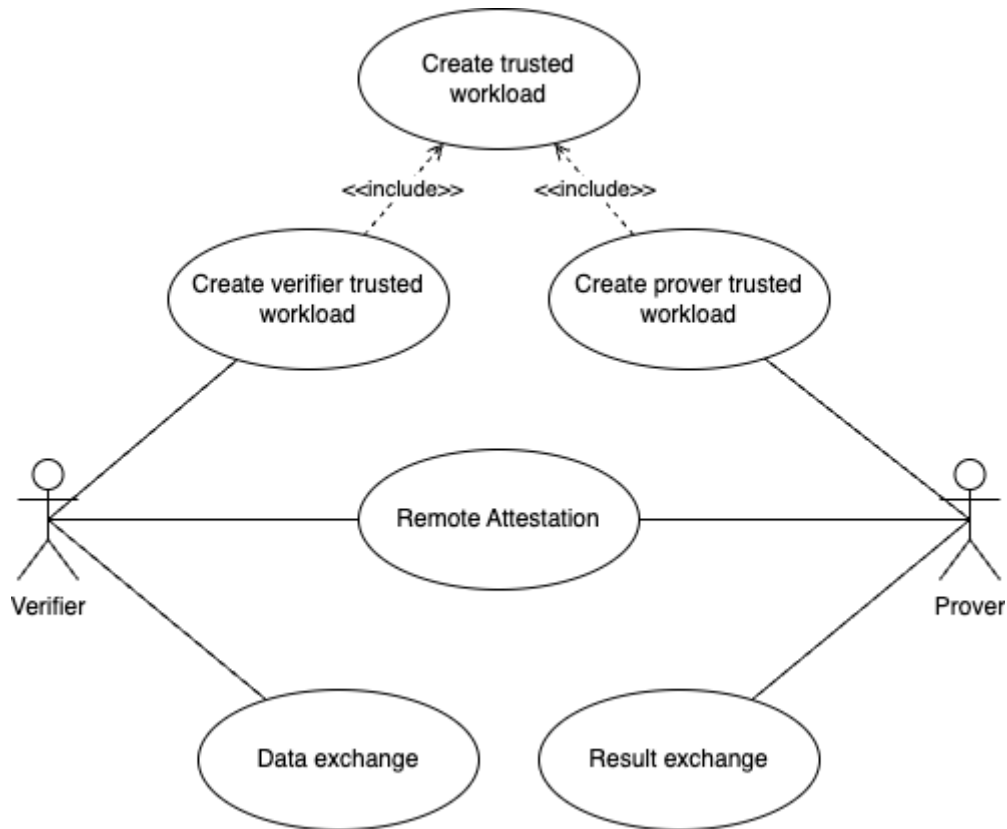 Create trusted
workload
<<include>>
<<include>>
Create verifier trusted
workload
Create prover trusted
workload
Remote Attestation
Verifier
Prover
Data exchange
Result exchange